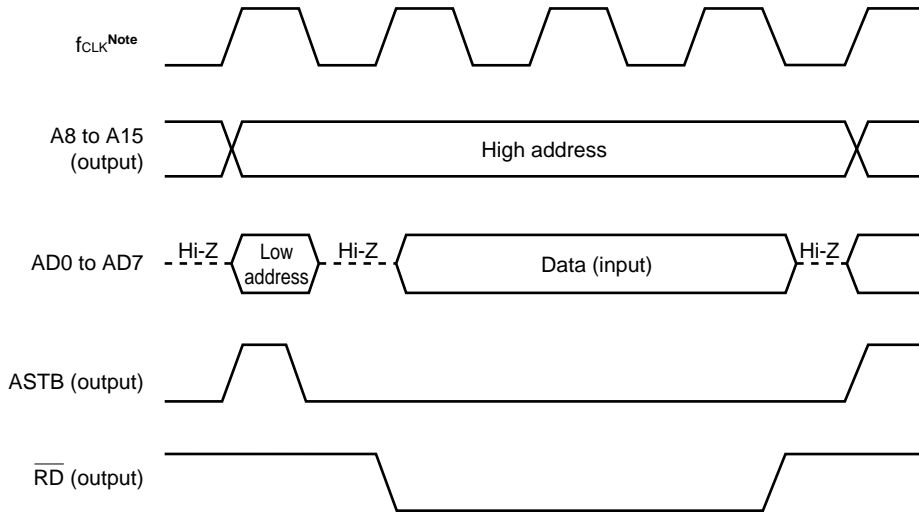 fCLKNote
A8 to A15
(output)
High address
AD0 to AD7
Hi-Z
Low
address
Hi-Z
Data (input)
Hi-Z
ASTB (output)
RD (output)